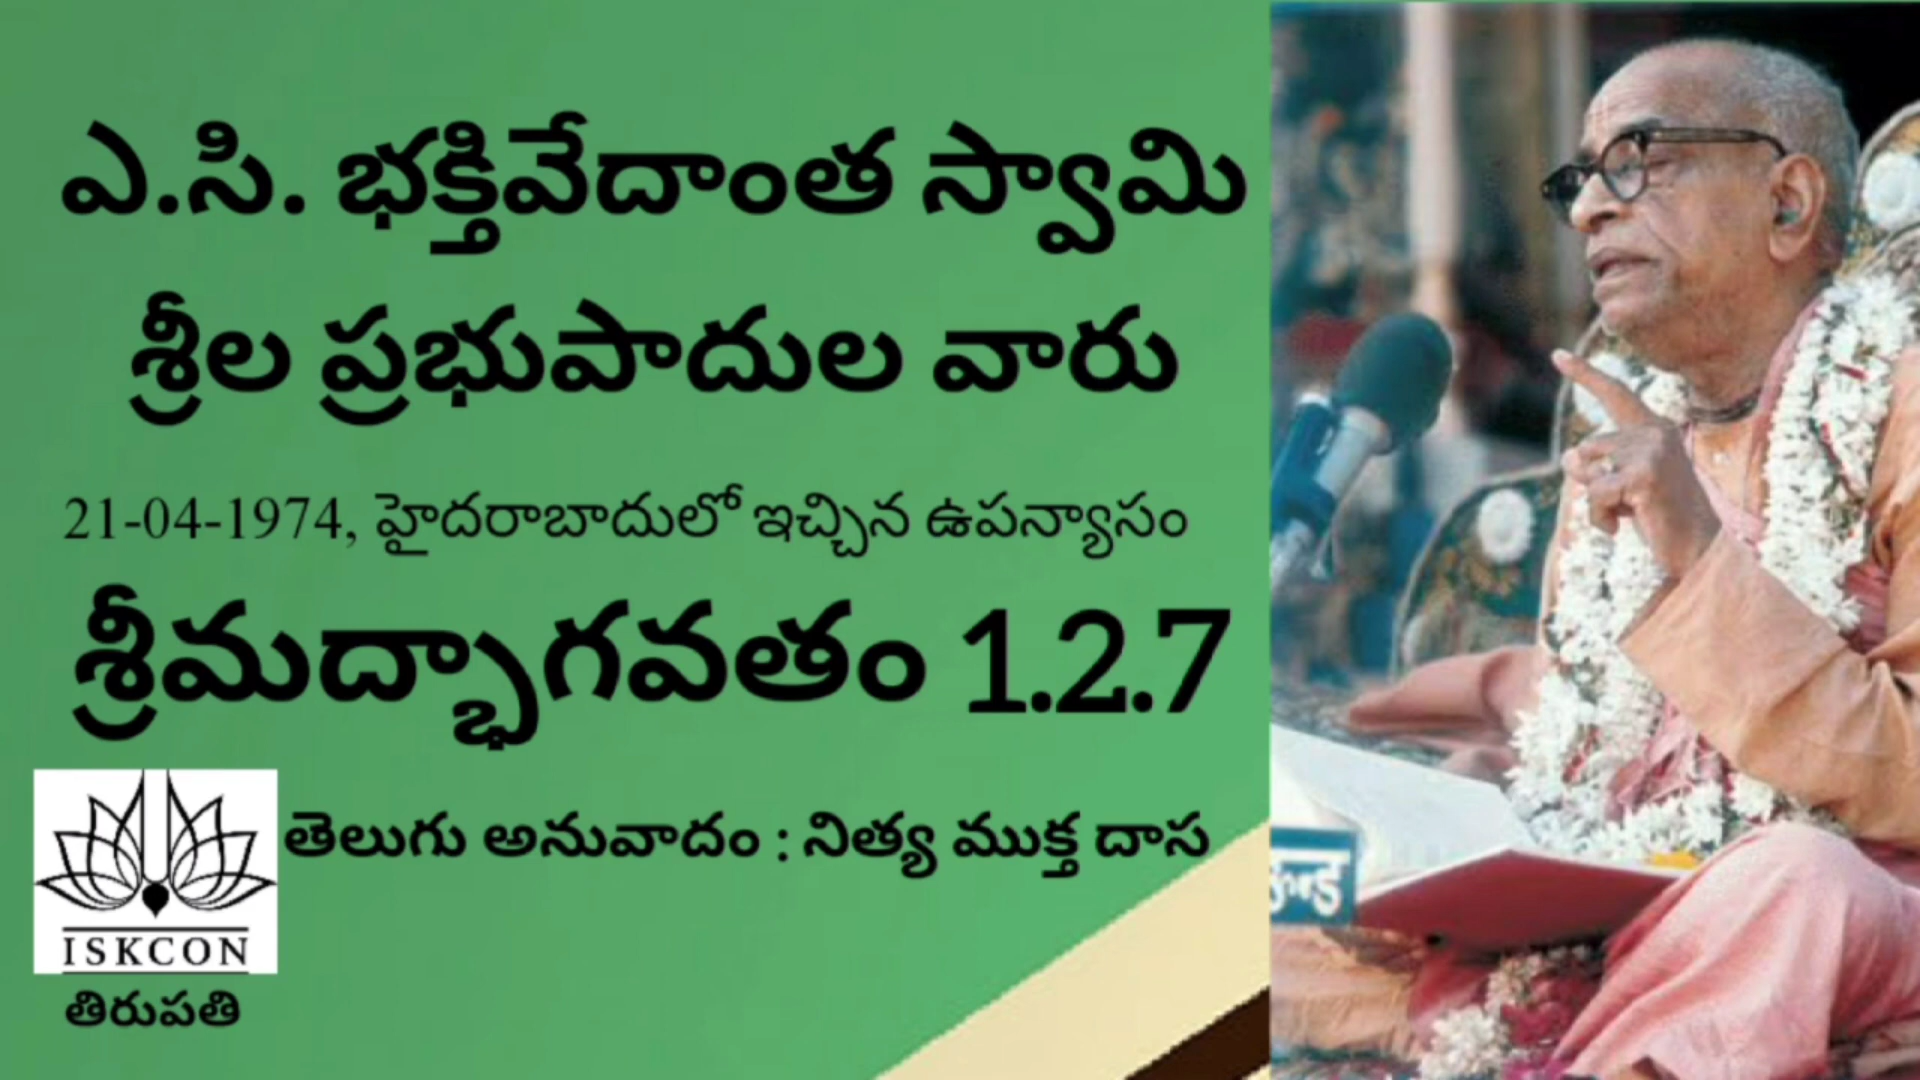 ఎ.సి. భక్తివేదాంత స్వామి
శ్రీల ప్రభుపాదుల వారు
21-04-1974, హైదరాబాదులో ఇచ్చిన ఉపన్యాసం
శ్రీమద్భాగవతం 1.2.7
తెలుగు అనువాదం : నిత్య ముక్త దాస
ISKCON
తిరుపతి